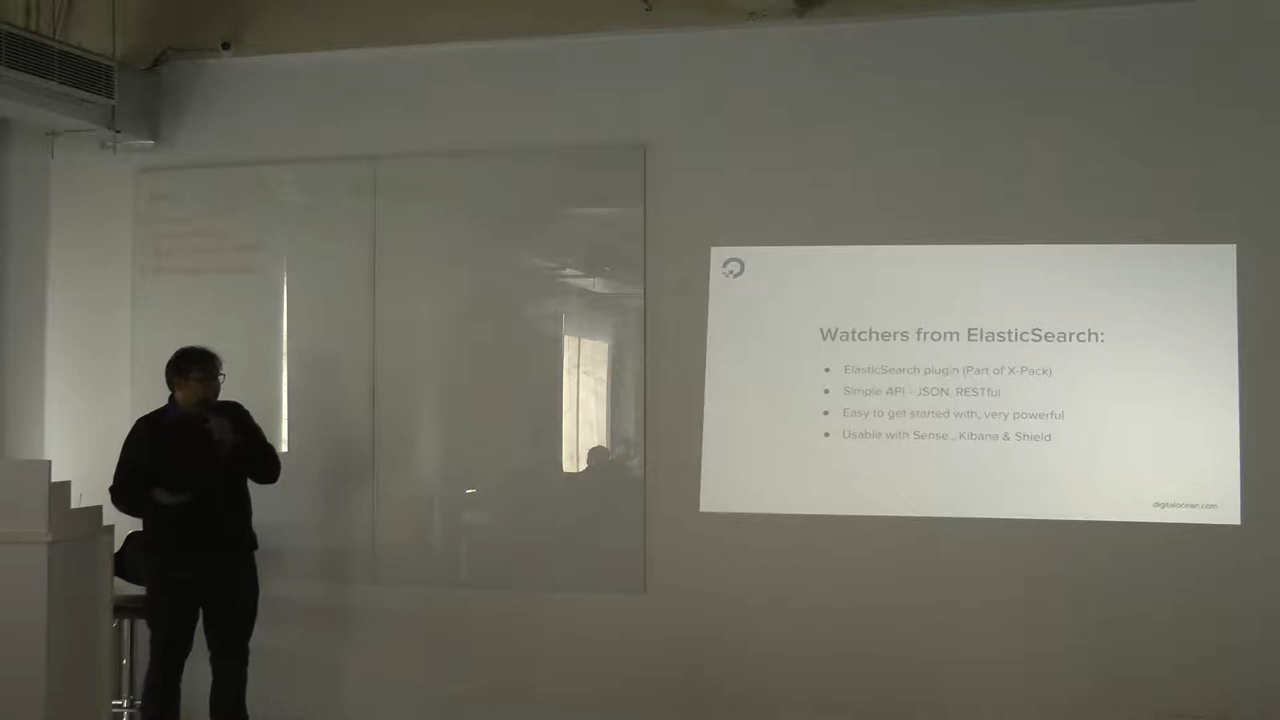 Watchers from ElasticSearch:
ElasticSearch plugin (Part of X-Pack)
Simple API - JSON, RESTful
Easy to get started with, very powerful
Usable with Sense , Kibana & Shield
digitalocean.com